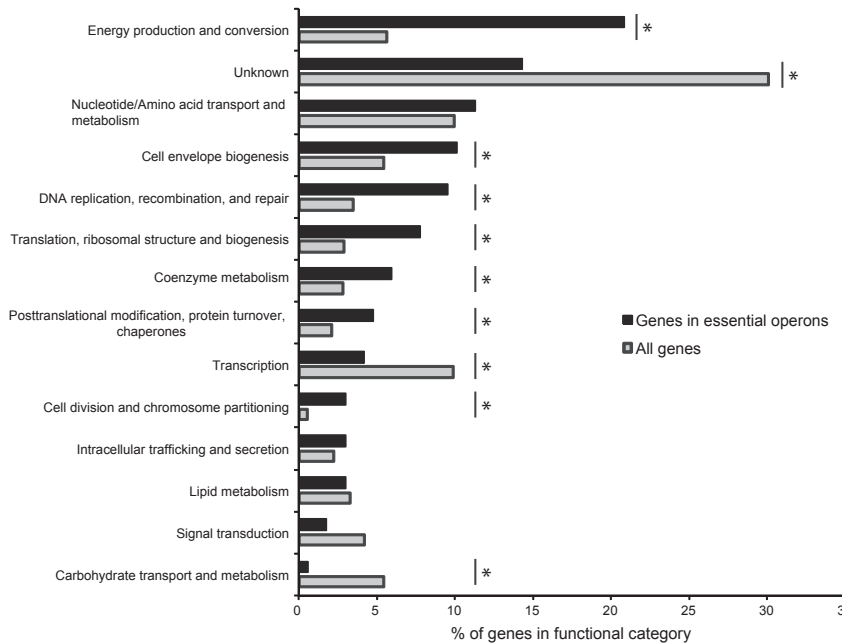 Energy production and conversion
*
Unknown
*
Nucleotide/Amino acid transport and
metabolism
Cell envelope biogenesis
*
DNA replication, recombination, and repair
*
Translation, ribosomal structure and biogenesis
*
Coenzyme metabolism
*
Posttranslational modification, protein turnover,
chaperones
*
Genes in essential operons
All genes
Transcription
*
Cell division and chromosome partitioning
*
Intracellular trafficking and secretion
Lipid metabolism
Signal transduction
Carbohydrate transport and metabolism
*
0 5 10 15 20 25 30 35
% of genes in functional category